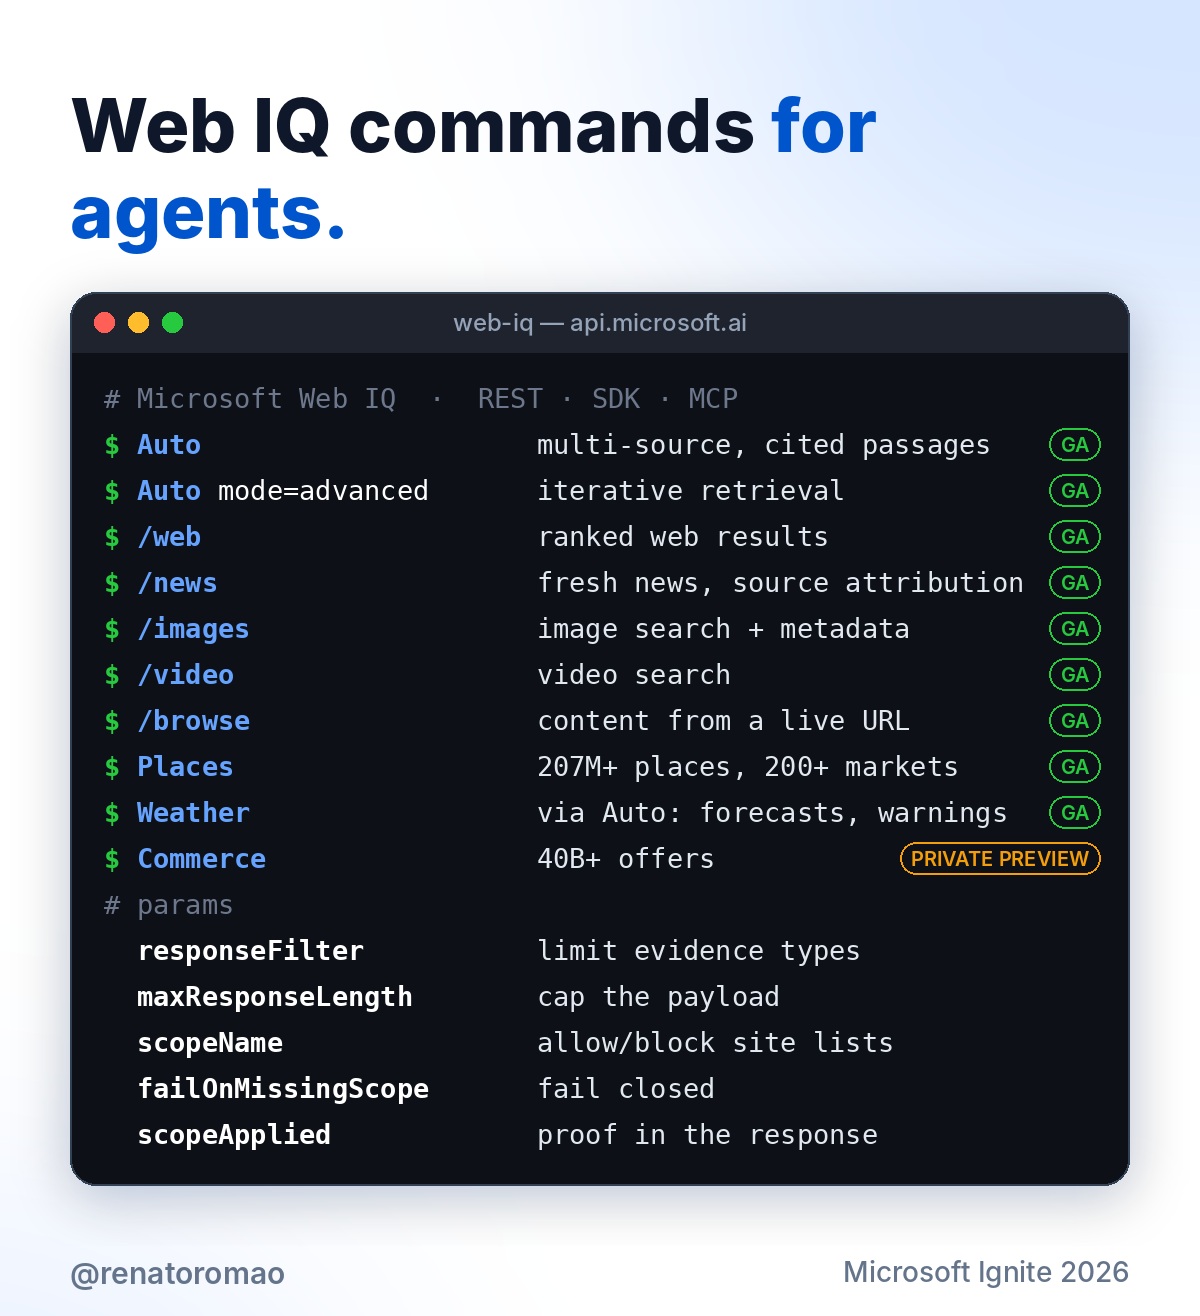 Web IQ commands for
agents.
web-iq — api.microsoft.ai
# Microsoft Web IQ · REST · SDK · MCP
$ Auto multi-source, cited passages GA
$ Auto mode=advanced iterative retrieval GA
$ /web ranked web results GA
$ /news fresh news, source attribution GA
$ /images image search + metadata GA
$ /video video search GA
$ /browse content from a live URL GA
$ Places 207M+ places, 200+ markets GA
$ Weather via Auto: forecasts, warnings GA
$ Commerce 40B+ offers PRIVATE PREVIEW
# params
responseFilter limit evidence types
maxResponseLength cap the payload
scopeName allow/block site lists
failOnMissingScope fail closed
scopeApplied proof in the response
@renatoromao Microsoft Ignite 2026